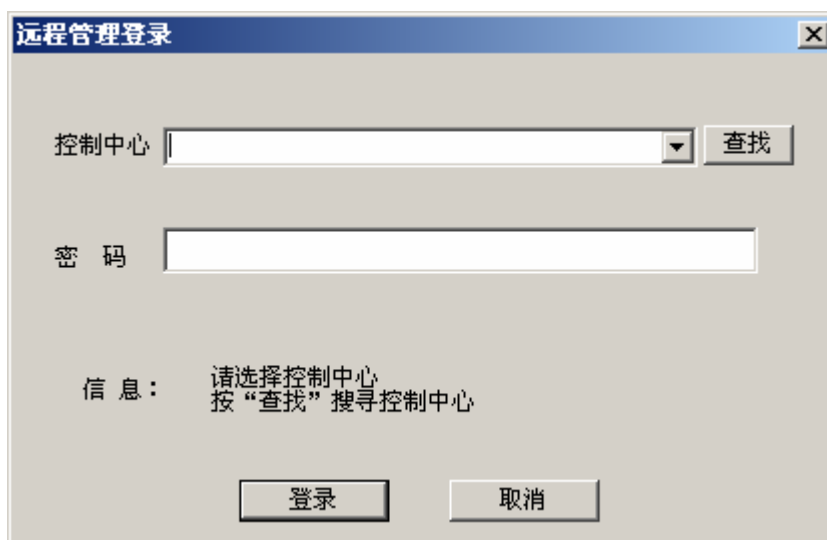 远程管理登录
控制中心 查找
密 码
信 息：
请选择控制中心
按“查找”搜寻控制中心
登录 取消